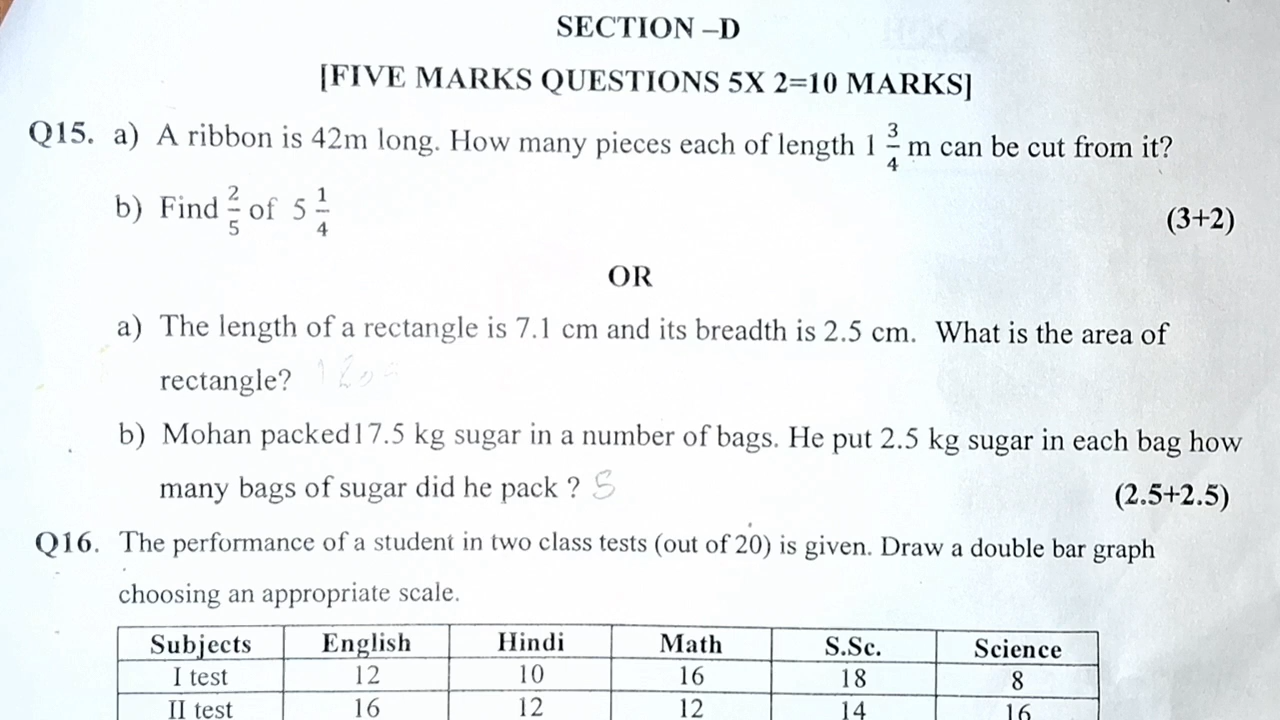 SECTION –D
[FIVE MARKS QUESTIONS 5X 2=10 MARKS]
Q15. a) A ribbon is 42m long. How many pieces each of length 1 3/4 m can be cut from it?
b) Find 2/5 of 5 1/4
(3+2)
OR
a) The length of a rectangle is 7.1 cm and its breadth is 2.5 cm. What is the area of
rectangle?
b) Mohan packed17.5 kg sugar in a number of bags. He put 2.5 kg sugar in each bag how
many bags of sugar did he pack ? 5
(2.5+2.5)
Q16. The performance of a student in two class tests (out of 20) is given. Draw a double bar graph
choosing an appropriate scale.
Subjects English Hindi Math S.Sc. Science
I test 12 10 16 18 8
II test 16 12 12 14 16